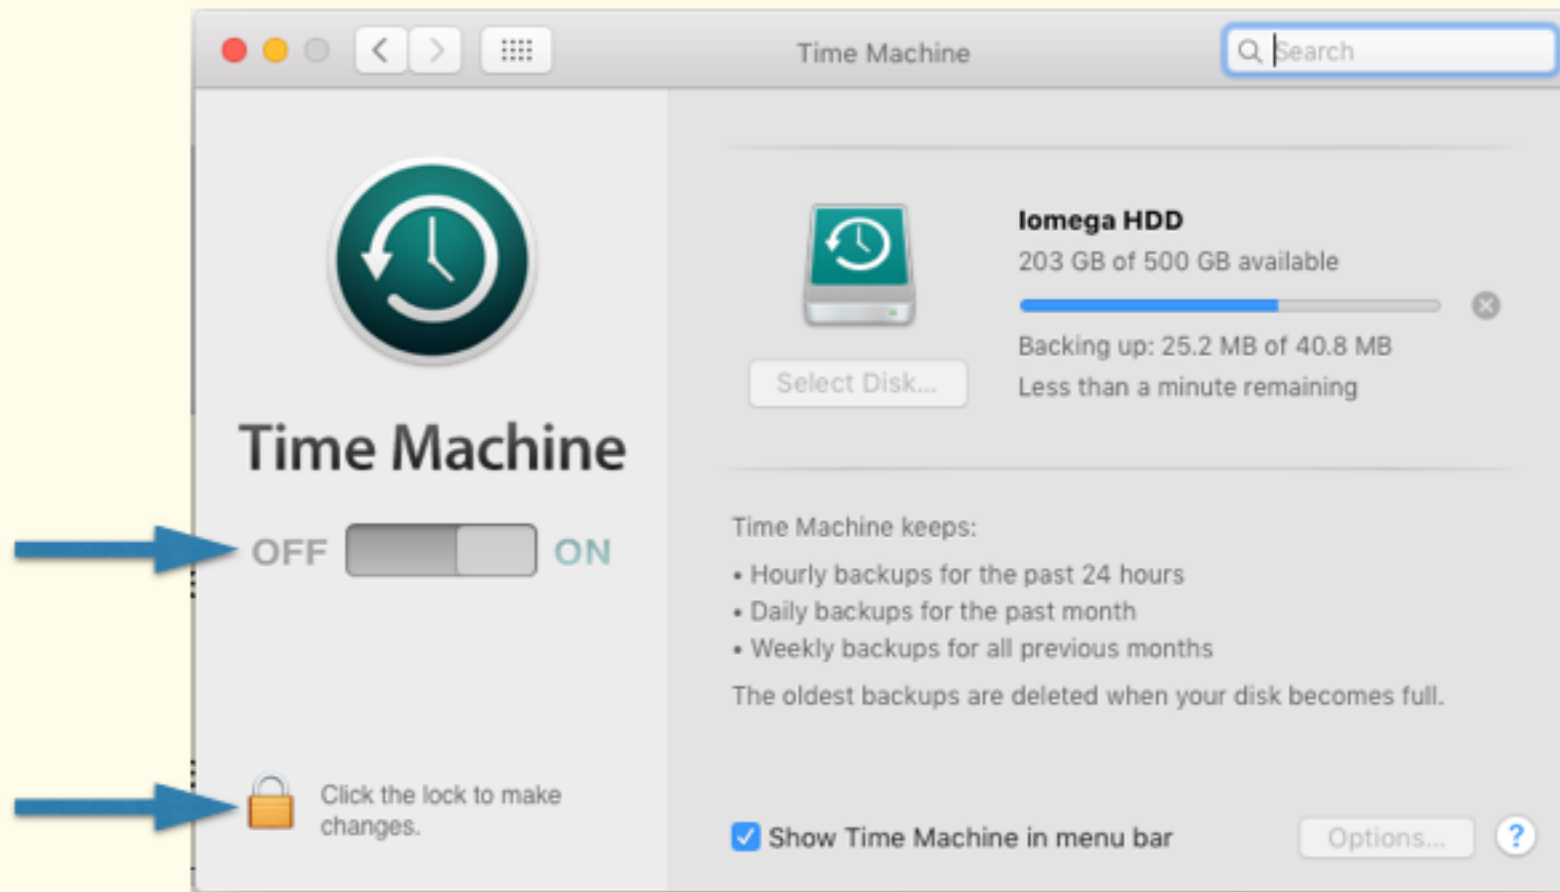 Time Machine
Search
Time Machine
OFF ON
Click the lock to make
changes.
Iomega HDD
203 GB of 500 GB available
Backing up: 25.2 MB of 40.8 MB
Less than a minute remaining
Select Disk...
Time Machine keeps:
• Hourly backups for the past 24 hours
• Daily backups for the past month
• Weekly backups for all previous months
The oldest backups are deleted when your disk becomes full.
Show Time Machine in menu bar
Options...
?